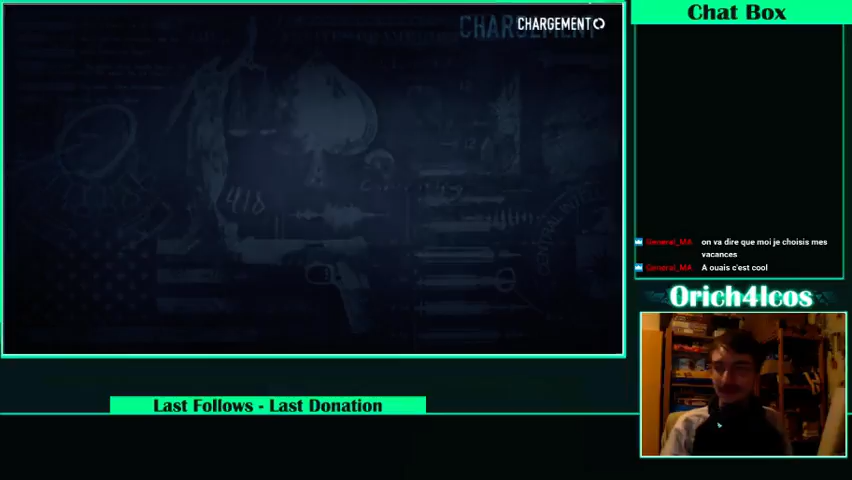 CHARGEMENT
Chat Box
General_MA on va dire que moi je choisis mes
vacances
General_MA A ouais c'est cool
Orich4lcos
Last Follows - Last Donation